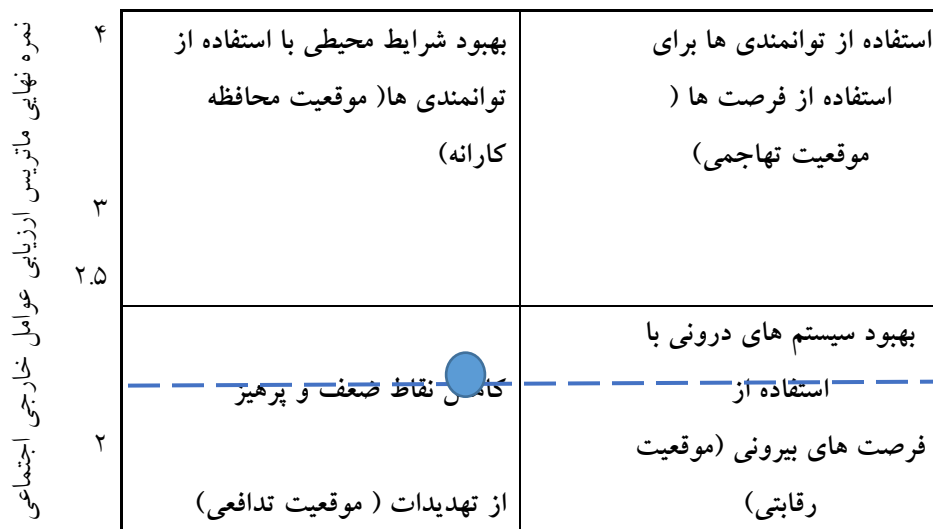 نمره نهایی ماتریس ارزیابی عوامل خارجی اجتماعی
۴
۳
۲.۵
۲
استفاده از توانمندی ها برای
استفاده از فرصت ها (
موقعیت تهاجمی)
بهبود شرایط محیطی با استفاده از
توانمندی ها( موقعیت محافظه
کارانه)
بهبود سیستم های درونی با
استفاده از
فرصت های بیرونی (موقعیت
رقابتی)
کاهش نقاط ضعف و پرهیز
از تهدیدات ( موقعیت تدافعی)